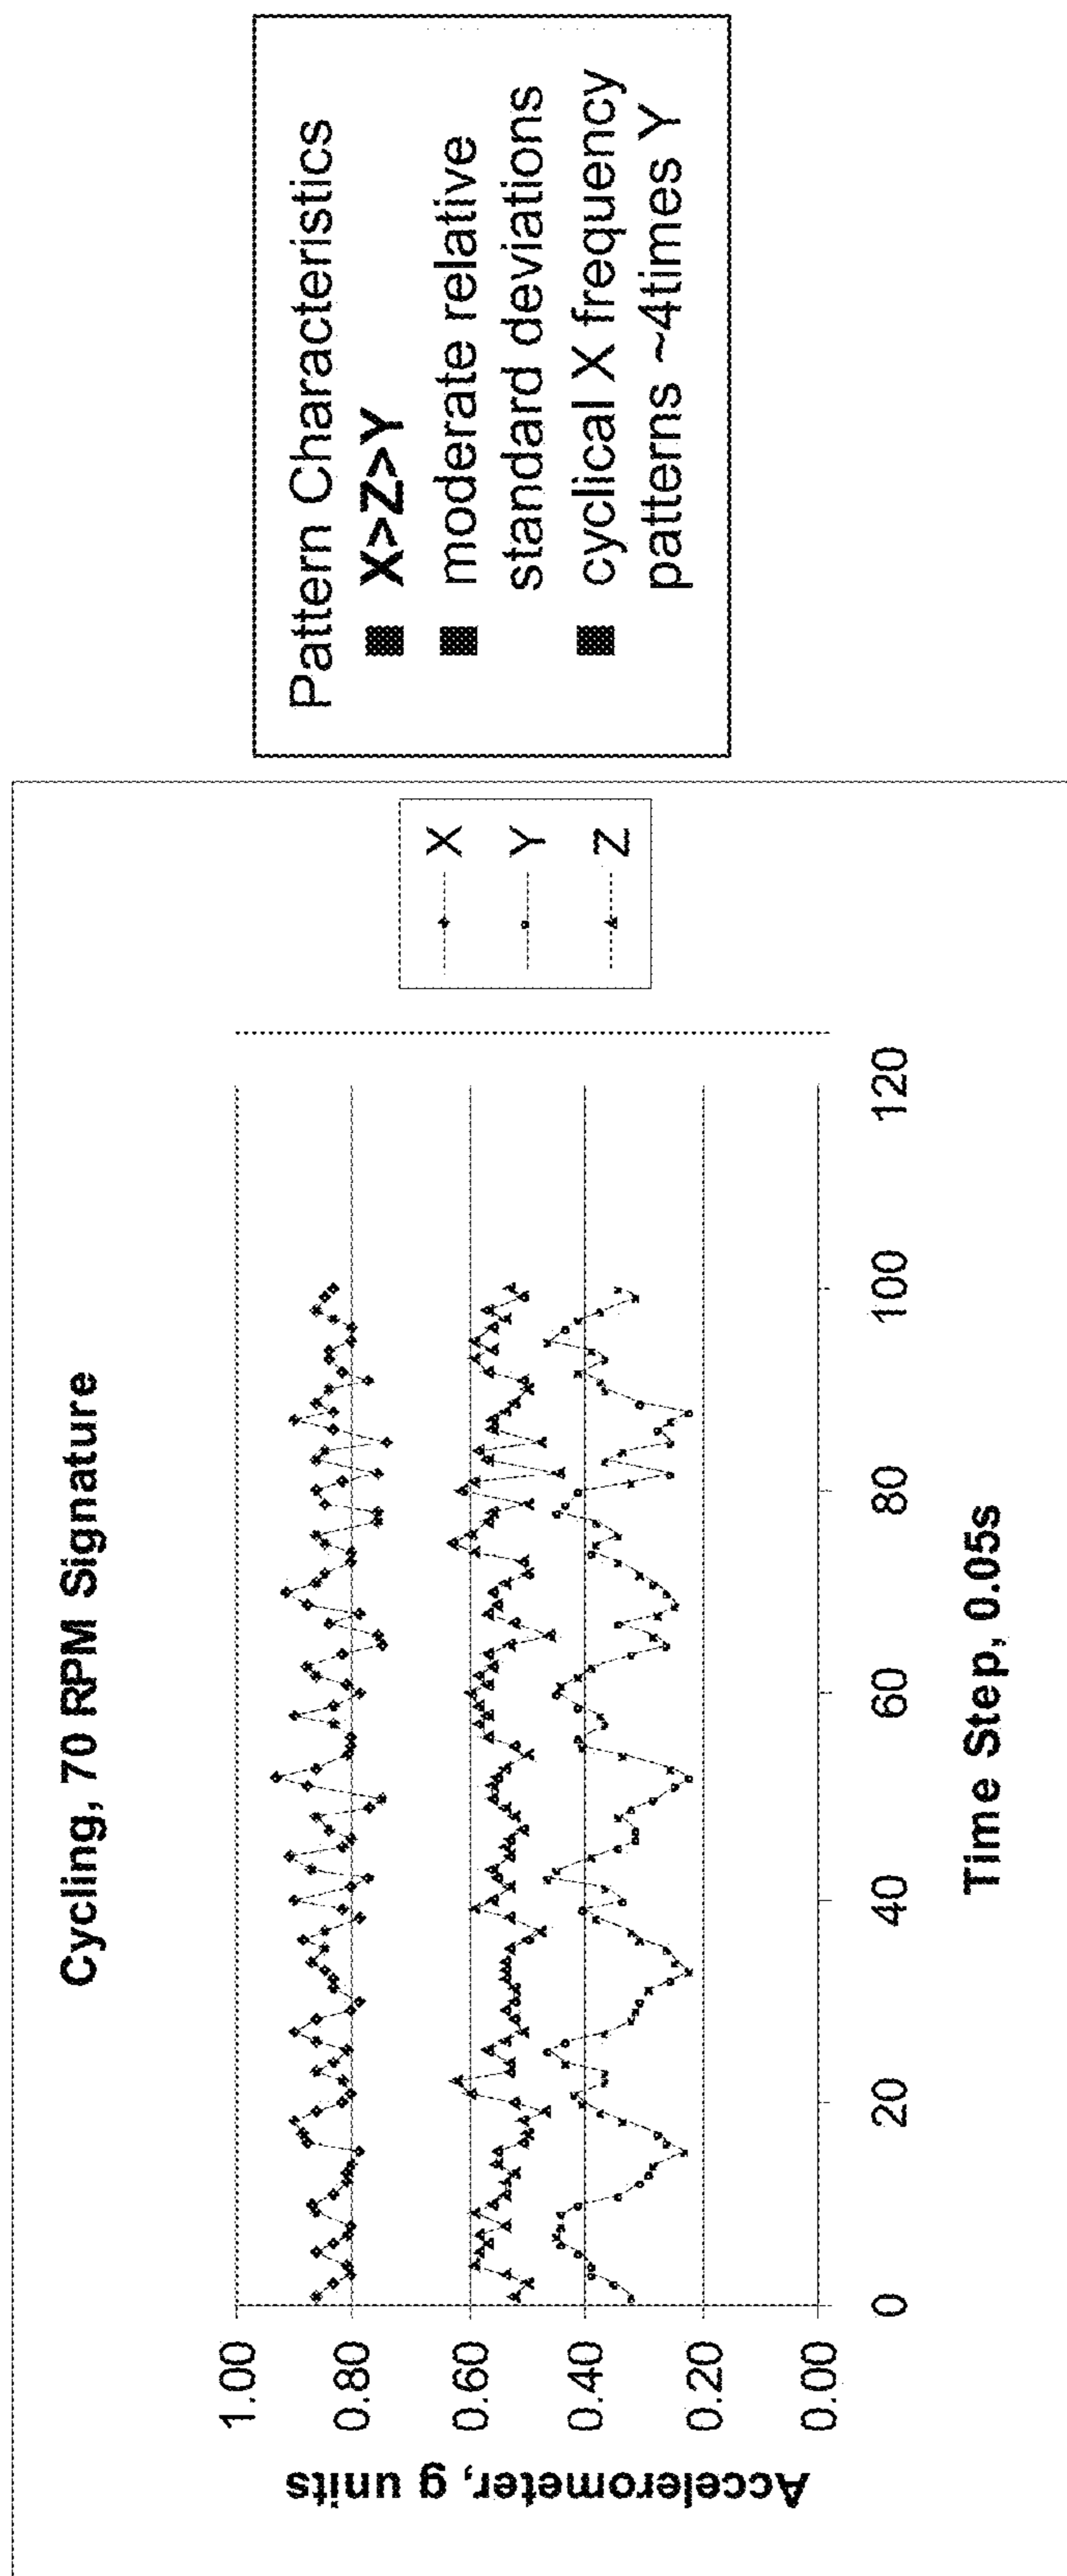 Cycling, 70 RPM Signature
Accelerometer, g units
1.00
0.80
0.60
0.40
0.20
0.00
0 20 40 60 80 100 120
Time Step, 0.05s
X
Y
Z
Pattern Characteristics
X>Z>Y
moderate relative
standard deviations
cyclical X frequency
patterns ~4times Y